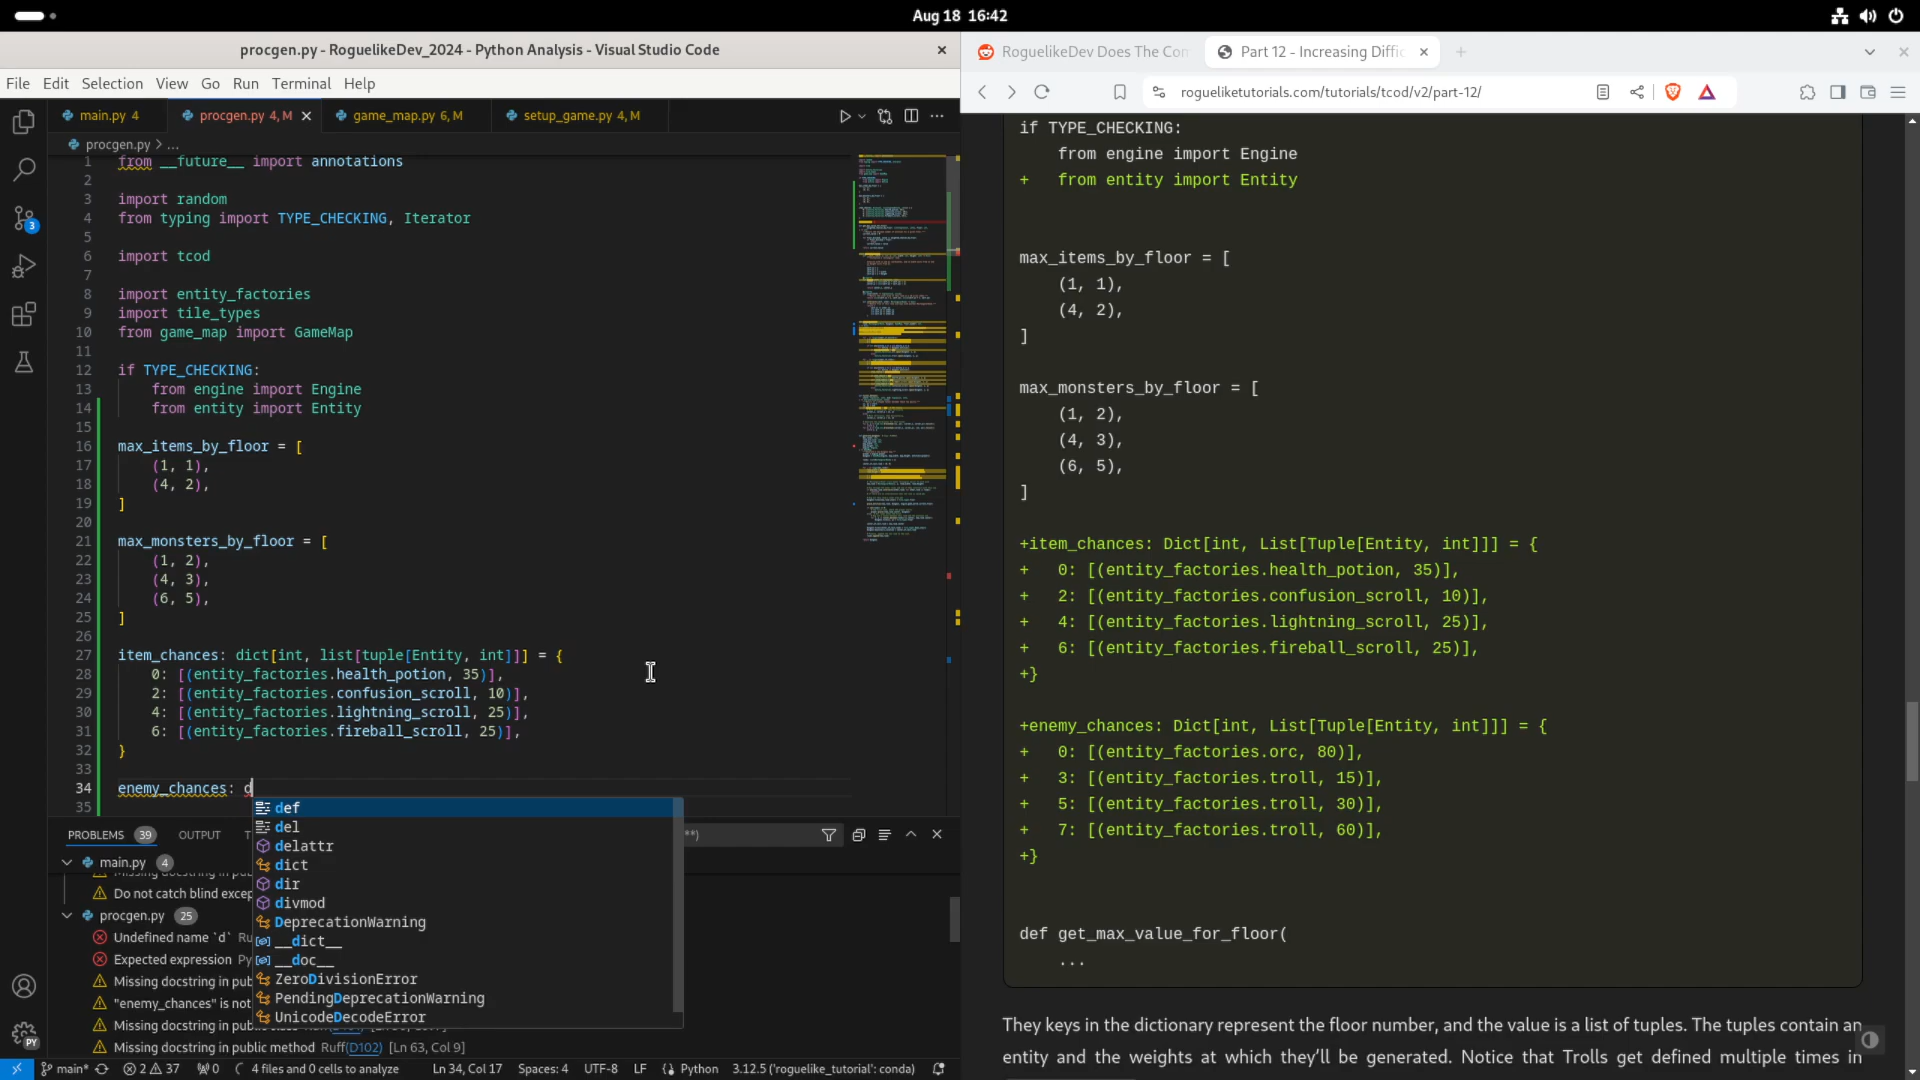 Aug 18 16:42
procgen.py - RoguelikeDev_2024 - Python Analysis - Visual Studio Code
File Edit Selection View Go Run Terminal Help
main.py 4
procgen.py 4, M
game_map.py 6, M
setup_game.py 4, M
procgen.py > ...
1 from __future__ import annotations
2
3 import random
4 from typing import TYPE_CHECKING, Iterator
5
6 import tcod
7
8 import entity_factories
9 import tile_types
10 from game_map import GameMap
11
12 if TYPE_CHECKING:
13 from engine import Engine
14 from entity import Entity
15
16 max_items_by_floor = [
17 (1, 1),
18 (4, 2),
19 ]
20
21 max_monsters_by_floor = [
22 (1, 2),
23 (4, 3),
24 (6, 5),
25 ]
26
27 item_chances: dict[int, list[tuple[Entity, int]]] = {
28 0: [(entity_factories.health_potion, 35)],
29 2: [(entity_factories.confusion_scroll, 10)],
30 4: [(entity_factories.lightning_scroll, 25)],
31 6: [(entity_factories.fireball_scroll, 25)],
32 }
33
34 enemy_chances: d
35
def
del
delattr
dict
dir
divmod
DeprecationWarning
__dict__
__doc__
ZeroDivisionError
PendingDeprecationWarning
UnicodeDecodeError
PROBLEMS 39 OUTPUT T
**)
main.py 4
Do not catch blind excep
procgen.py 25
Undefined name `d` Ru
Expected expression Py
Missing docstring in pub
"enemy_chances" is not
Missing docstring in pub
Missing docstring in public method Ruff(D102) [Ln 63, Col 9]
3
PY
main* 2 37 0 4 files and 0 cells to analyze Ln 34, Col 17 Spaces: 4 UTF-8 LF Python 3.12.5 ('roguelike_tutorial': conda)
RoguelikeDev Does The Com
Part 12 - Increasing Diffic
rogueliketutorials.com/tutorials/tcod/v2/part-12/
if TYPE_CHECKING:
from engine import Engine
+ from entity import Entity
max_items_by_floor = [
(1, 1),
(4, 2),
]
max_monsters_by_floor = [
(1, 2),
(4, 3),
(6, 5),
]
+item_chances: Dict[int, List[Tuple[Entity, int]]] = {
+ 0: [(entity_factories.health_potion, 35)],
+ 2: [(entity_factories.confusion_scroll, 10)],
+ 4: [(entity_factories.lightning_scroll, 25)],
+ 6: [(entity_factories.fireball_scroll, 25)],
+}
+enemy_chances: Dict[int, List[Tuple[Entity, int]]] = {
+ 0: [(entity_factories.orc, 80)],
+ 3: [(entity_factories.troll, 15)],
+ 5: [(entity_factories.troll, 30)],
+ 7: [(entity_factories.troll, 60)],
+}
def get_max_value_for_floor(
...
They keys in the dictionary represent the floor number, and the value is a list of tuples. The tuples contain an
entity and the weights at which they'll be generated. Notice that Trolls get defined multiple times in